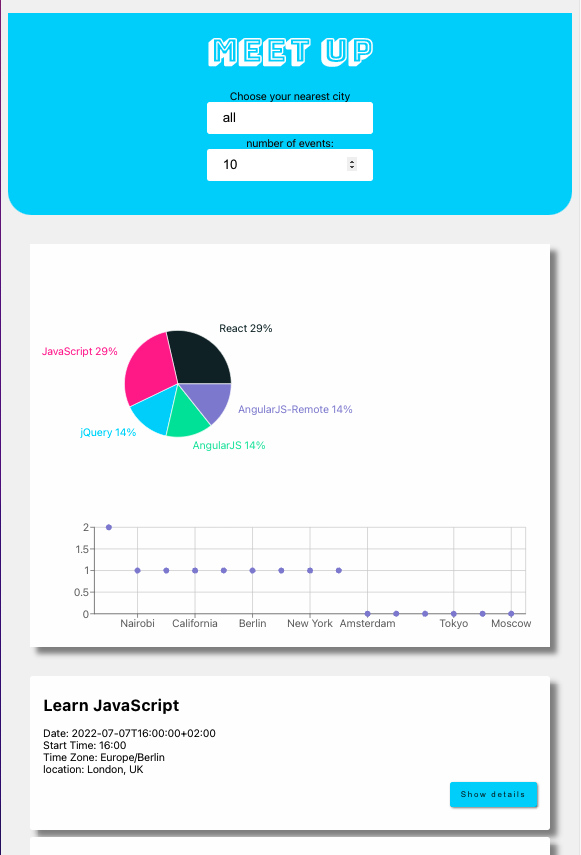 MEET UP
Choose your nearest city
all
number of events:
10
React 29%
JavaScript 29%
AngularJS-Remote 14%
jQuery 14%
AngularJS 14%
2
1.5
1
0.5
0
Nairobi California Berlin New York Amsterdam Tokyo Moscow
Learn JavaScript
Date: 2022-07-07T16:00:00+02:00
Start Time: 16:00
Time Zone: Europe/Berlin
location: London, UK
Show details